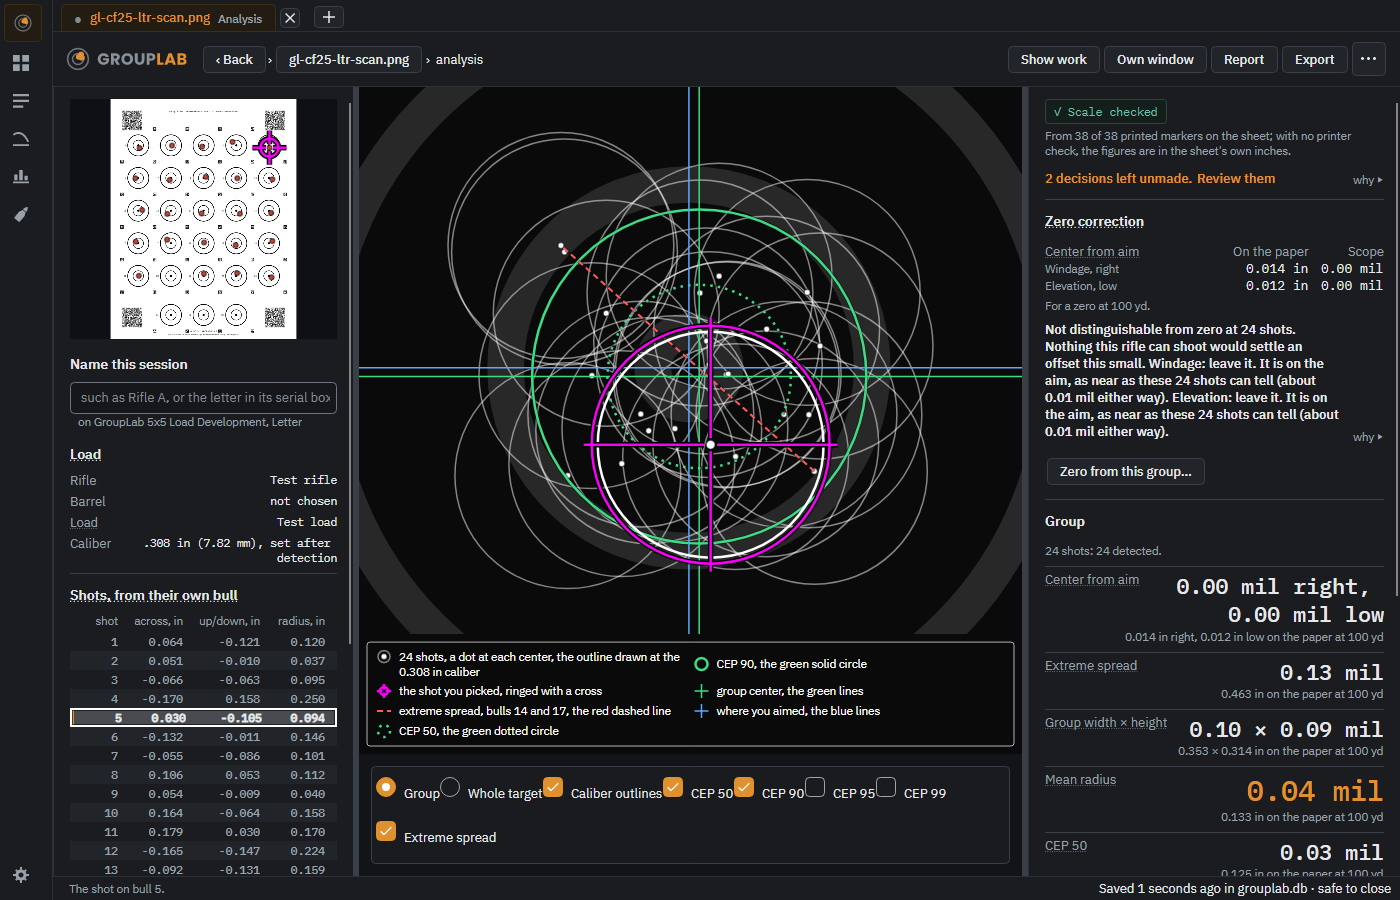 gl-cf25-ltr-scan.png Analysis
GROUPLAB
‹ Back › gl-cf25-ltr-scan.png › analysis
Show work
Own window
Report
Export
Name this session
such as Rifle A, or the letter in its serial box
on GroupLab 5x5 Load Development, Letter
Load
Rifle Test rifle
Barrel not chosen
Load Test load
Caliber .308 in (7.82 mm), set after
detection
Shots, from their own bull
shot across, in up/down, in radius, in
1 0.064 -0.121 0.120
2 0.051 -0.010 0.037
3 -0.066 -0.063 0.095
4 -0.170 0.158 0.250
5 0.030 -0.105 0.094
6 -0.132 -0.011 0.146
7 -0.055 -0.086 0.101
8 0.106 0.053 0.112
9 0.054 -0.009 0.040
10 0.164 -0.064 0.158
11 0.179 0.030 0.170
12 -0.165 -0.147 0.224
13 -0.092 -0.131 0.159
24 shots, a dot at each center, the outline drawn at the
0.308 in caliber
the shot you picked, ringed with a cross
extreme spread, bulls 14 and 17, the red dashed line
CEP 50, the green dotted circle
CEP 90, the green solid circle
group center, the green lines
where you aimed, the blue lines
Group Whole target Caliber outlines CEP 50 CEP 90 CEP 95 CEP 99
Extreme spread
✓ Scale checked
From 38 of 38 printed markers on the sheet; with no printer
check, the figures are in the sheet's own inches.
2 decisions left unmade. Review them why ▸
Zero correction
Center from aim On the paper Scope
Windage, right 0.014 in 0.00 mil
Elevation, low 0.012 in 0.00 mil
For a zero at 100 yd.
Not distinguishable from zero at 24 shots.
Nothing this rifle can shoot would settle an
offset this small. Windage: leave it. It is on the
aim, as near as these 24 shots can tell (about
0.01 mil either way). Elevation: leave it. It is on
the aim, as near as these 24 shots can tell (about
0.01 mil either way). why ▸
Zero from this group...
Group
24 shots: 24 detected.
Center from aim 0.00 mil right,
0.00 mil low
0.014 in right, 0.012 in low on the paper at 100 yd
Extreme spread 0.13 mil
0.463 in on the paper at 100 yd
Group width × height 0.10 × 0.09 mil
0.353 × 0.314 in on the paper at 100 yd
Mean radius 0.04 mil
0.133 in on the paper at 100 yd
CEP 50 0.03 mil
0.125 in on the paper at 100 yd
The shot on bull 5.
Saved 1 seconds ago in grouplab.db · safe to close